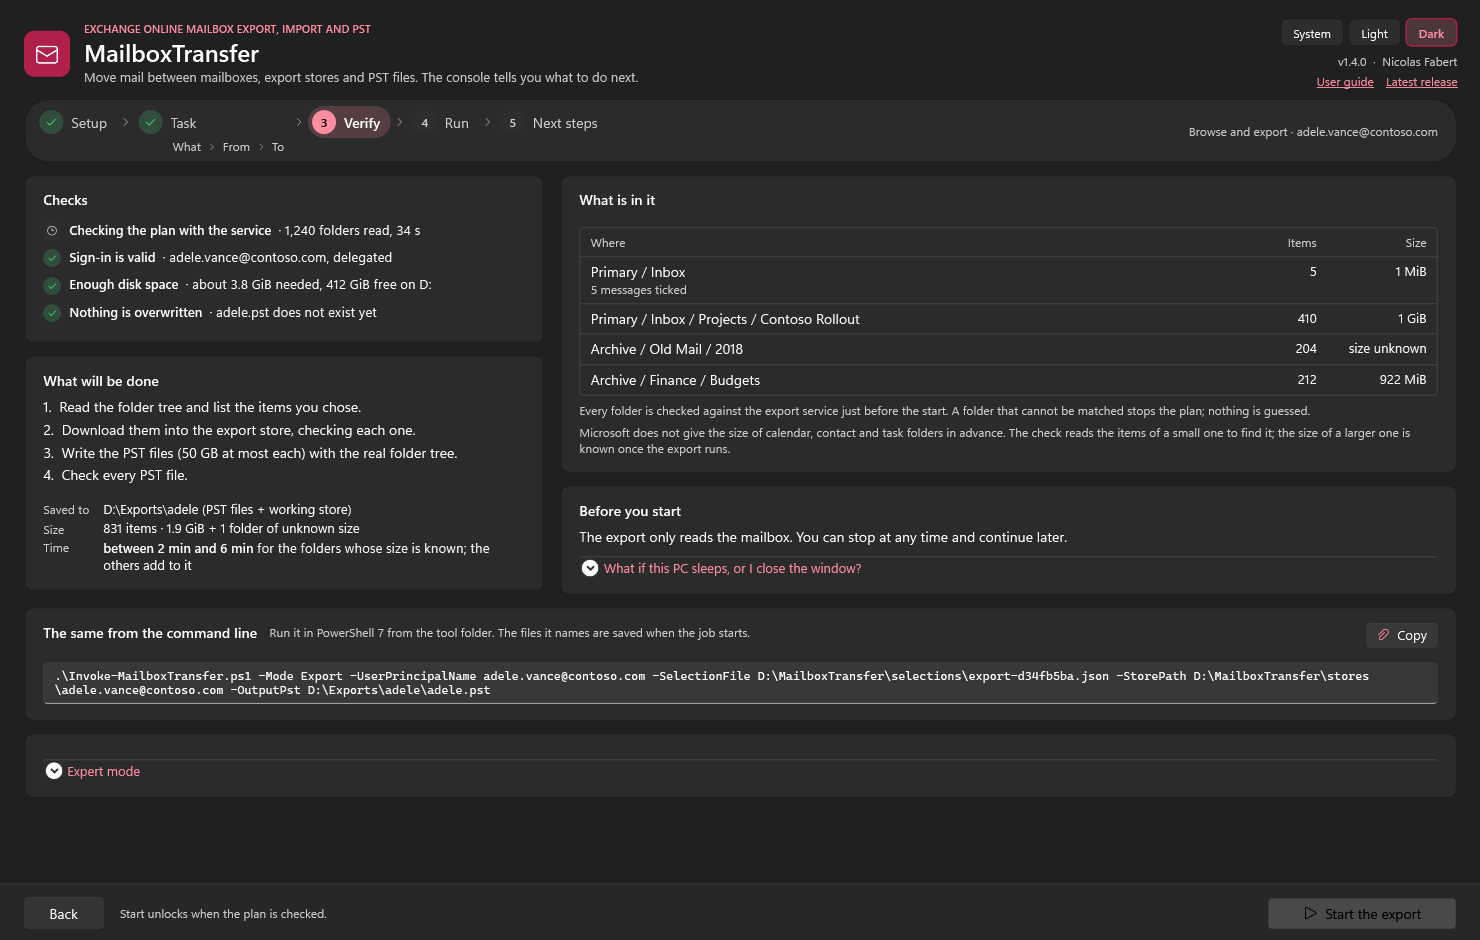 EXCHANGE ONLINE MAILBOX EXPORT, IMPORT AND PST
MailboxTransfer
Move mail between mailboxes, export stores and PST files. The console tells you what to do next.
System
Light
Dark
v1.4.0 · Nicolas Fabert
User guide
Latest release
Setup
Task
3 Verify
4 Run
5 Next steps
What
From
To
Browse and export · adele.vance@contoso.com
Checks
Checking the plan with the service · 1,240 folders read, 34 s
Sign-in is valid · adele.vance@contoso.com, delegated
Enough disk space · about 3.8 GiB needed, 412 GiB free on D:
Nothing is overwritten · adele.pst does not exist yet
What will be done
1. Read the folder tree and list the items you chose.
2. Download them into the export store, checking each one.
3. Write the PST files (50 GB at most each) with the real folder tree.
4. Check every PST file.
Saved to D:\Exports\adele (PST files + working store)
Size 831 items · 1.9 GiB + 1 folder of unknown size
Time between 2 min and 6 min for the folders whose size is known; the
others add to it
What is in it
Where Items Size
Primary / Inbox 5 1 MiB
5 messages ticked
Primary / Inbox / Projects / Contoso Rollout 410 1 GiB
Archive / Old Mail / 2018 204 size unknown
Archive / Finance / Budgets 212 922 MiB
Every folder is checked against the export service just before the start. A folder that cannot be matched stops the plan; nothing is guessed.
Microsoft does not give the size of calendar, contact and task folders in advance. The check reads the items of a small one to find it; the size of a larger one is
known once the export runs.
Before you start
The export only reads the mailbox. You can stop at any time and continue later.
What if this PC sleeps, or I close the window?
The same from the command line Run it in PowerShell 7 from the tool folder. The files it names are saved when the job starts.
Copy
.\Invoke-MailboxTransfer.ps1 -Mode Export -UserPrincipalName adele.vance@contoso.com -SelectionFile D:\MailboxTransfer\selections\export-d34fb5ba.json -StorePath D:\MailboxTransfer\stores
\adele.vance@contoso.com -OutputPst D:\Exports\adele\adele.pst
Expert mode
Back
Start unlocks when the plan is checked.
Start the export